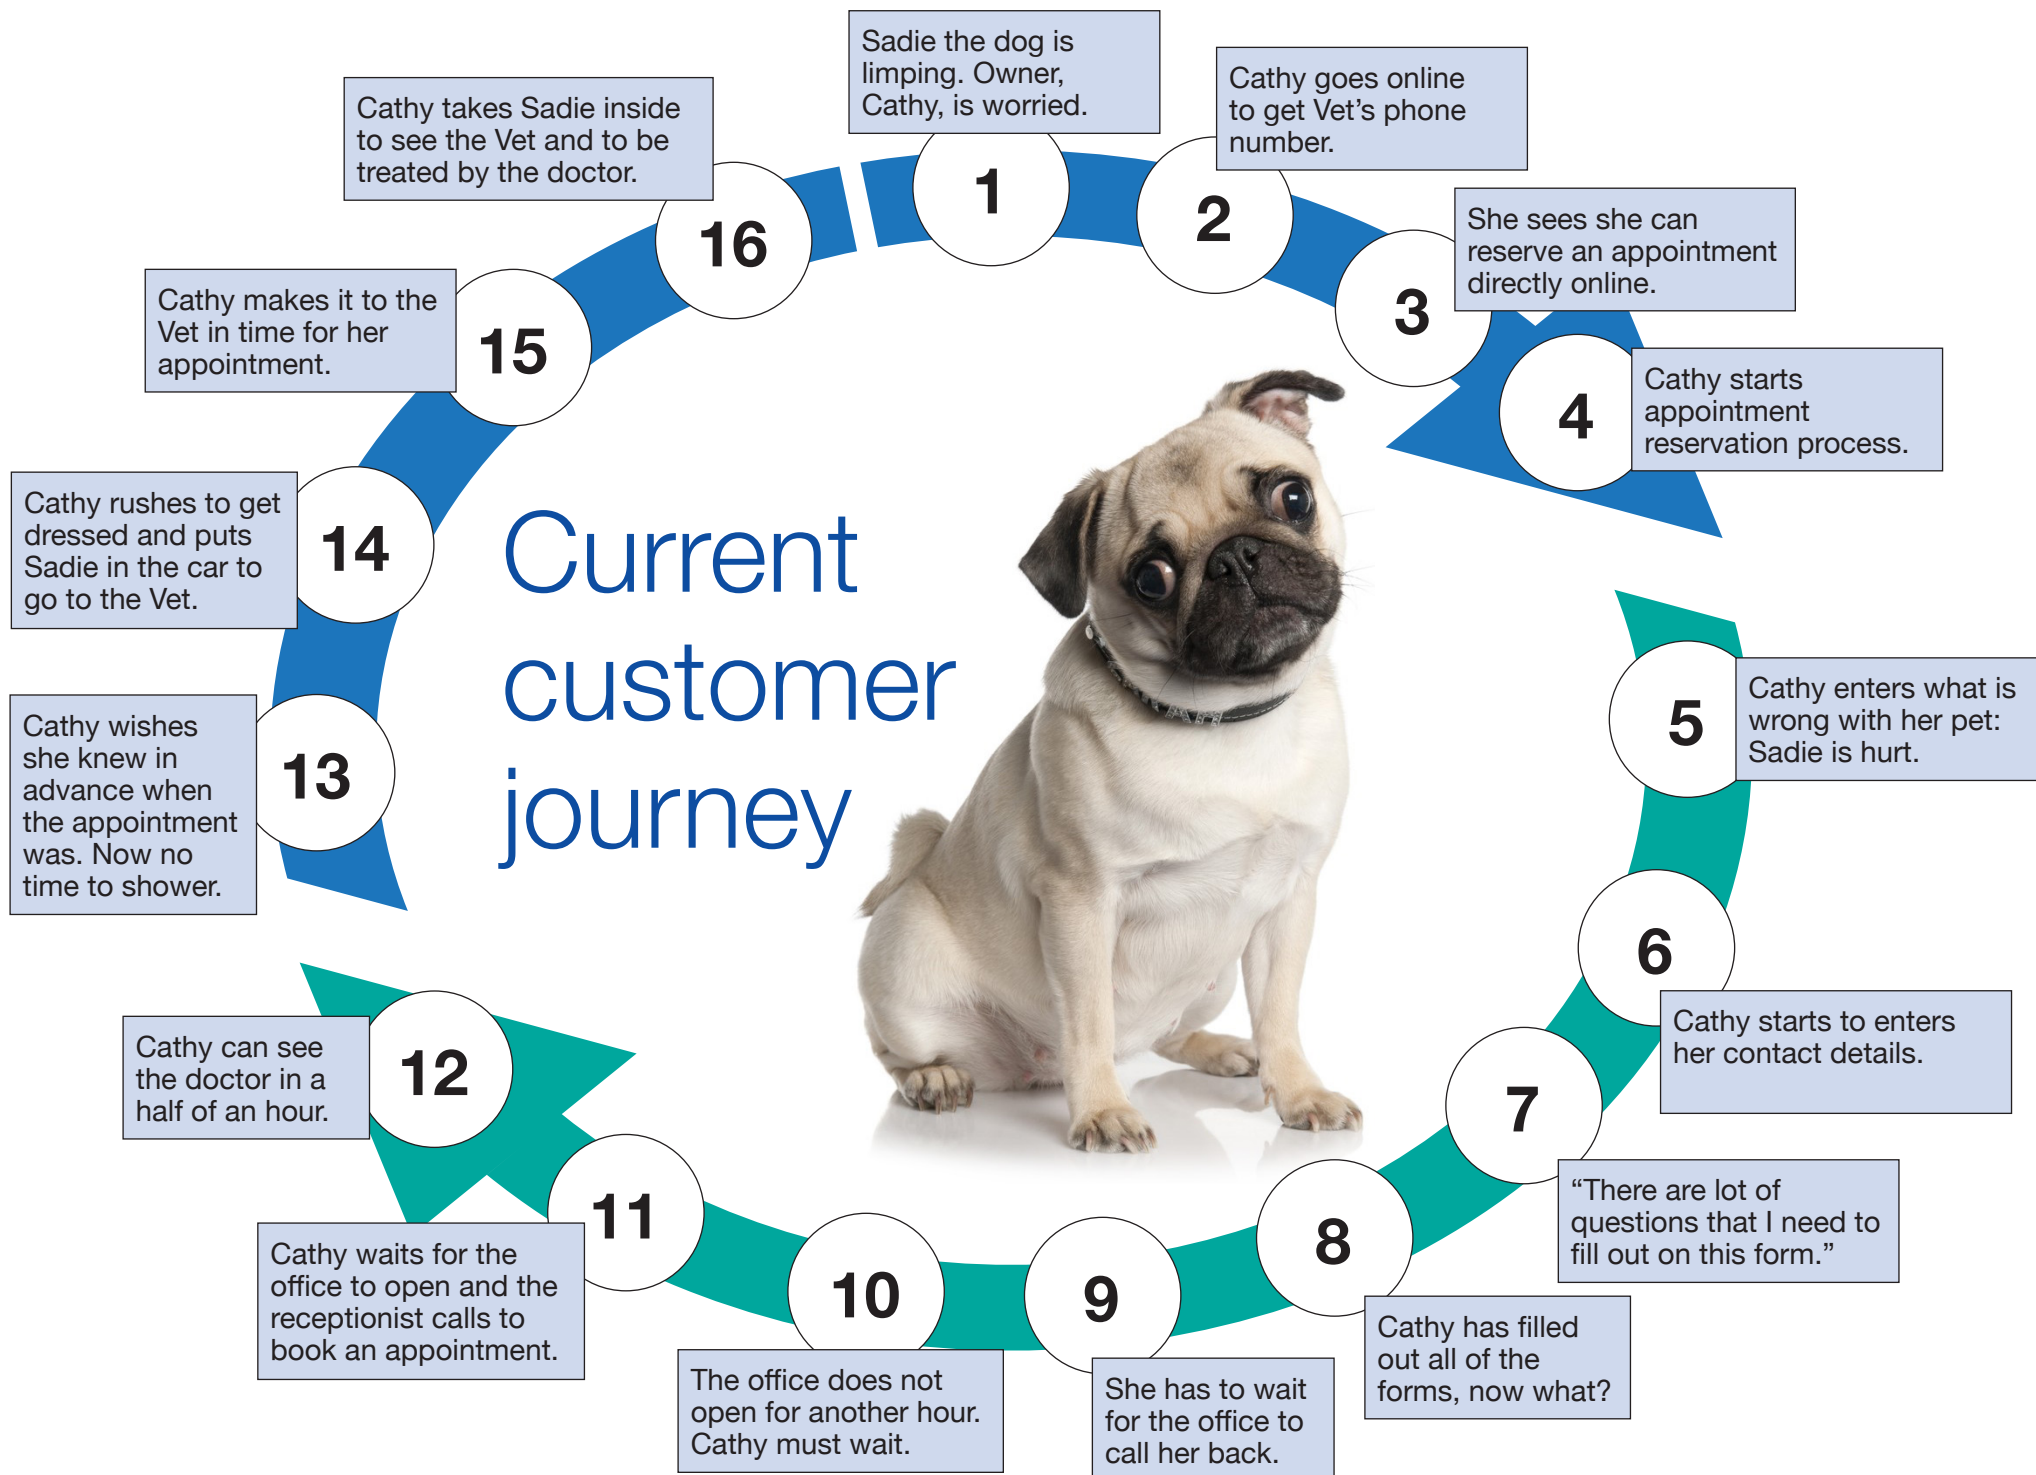 Sadie the dog is
limping. Owner,
Cathy, is worried.
1
Cathy goes online
to get Vet’s phone
number.
2
She sees she can
reserve an appointment
directly online.
3
Cathy starts
appointment
reservation process.
4
Cathy enters what is
wrong with her pet:
Sadie is hurt.
5
Cathy starts to enters
her contact details.
6
“There are lot of
questions that I need to
fill out on this form.”
7
Cathy has filled
out all of the
forms, now what?
8
She has to wait
for the office to
call her back.
9
The office does not
open for another hour.
Cathy must wait.
10
Cathy waits for the
office to open and the
receptionist calls to
book an appointment.
11
Cathy can see
the doctor in a
half of an hour.
12
Cathy wishes
she knew in
advance when
the appointment
was. Now no
time to shower.
13
Cathy rushes to get
dressed and puts
Sadie in the car to
go to the Vet.
14
Cathy makes it to the
Vet in time for her
appointment.
15
Cathy takes Sadie inside
to see the Vet and to be
treated by the doctor.
16
Current
customer
journey